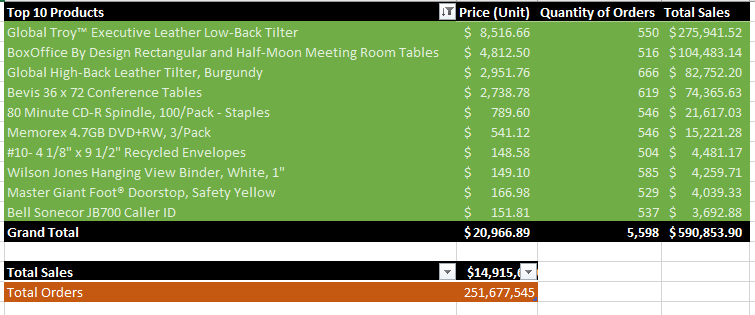 Top 10 Products Price (Unit) Quantity of Orders Total Sales
Global Troy™ Executive Leather Low-Back Tilter $ 8,516.66 550 $275,941.52
BoxOffice By Design Rectangular and Half-Moon Meeting Room Tables $ 4,812.50 516 $104,483.14
Global High-Back Leather Tilter, Burgundy $ 2,951.76 666 $ 82,752.20
Bevis 36 x 72 Conference Tables $ 2,738.78 619 $ 74,365.63
80 Minute CD-R Spindle, 100/Pack - Staples $ 789.60 546 $ 21,617.03
Memorex 4.7GB DVD+RW, 3/Pack $ 541.12 546 $ 15,221.28
#10- 4 1/8" x 9 1/2" Recycled Envelopes $ 148.58 504 $ 4,481.17
Wilson Jones Hanging View Binder, White, 1" $ 149.10 585 $ 4,259.71
Master Giant Foot® Doorstop, Safety Yellow $ 166.98 529 $ 4,039.33
Bell Sonecor JB700 Caller ID $ 151.81 537 $ 3,692.88
Grand Total $20,966.89 5,598 $590,853.90
Total Sales $14,915,
Total Orders 251,677,545